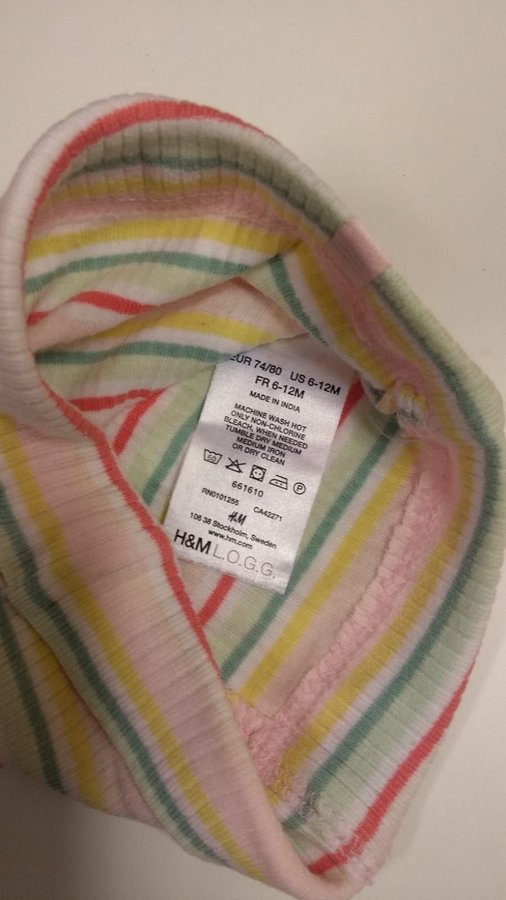 EUR 74/80 US 6-12M
FR 6-12M
MADE IN INDIA
MACHINE WASH HOT
ONLY NON-CHLORINE
BLEACH, WHEN NEEDED
TUMBLE DRY MEDIUM
MEDIUM IRON
OR DRY CLEAN
60 P
661610
RN0101255 CA42271
H&M
106 38 Stockholm, Sweden
www.hm.com
H&M L.O.G.G.